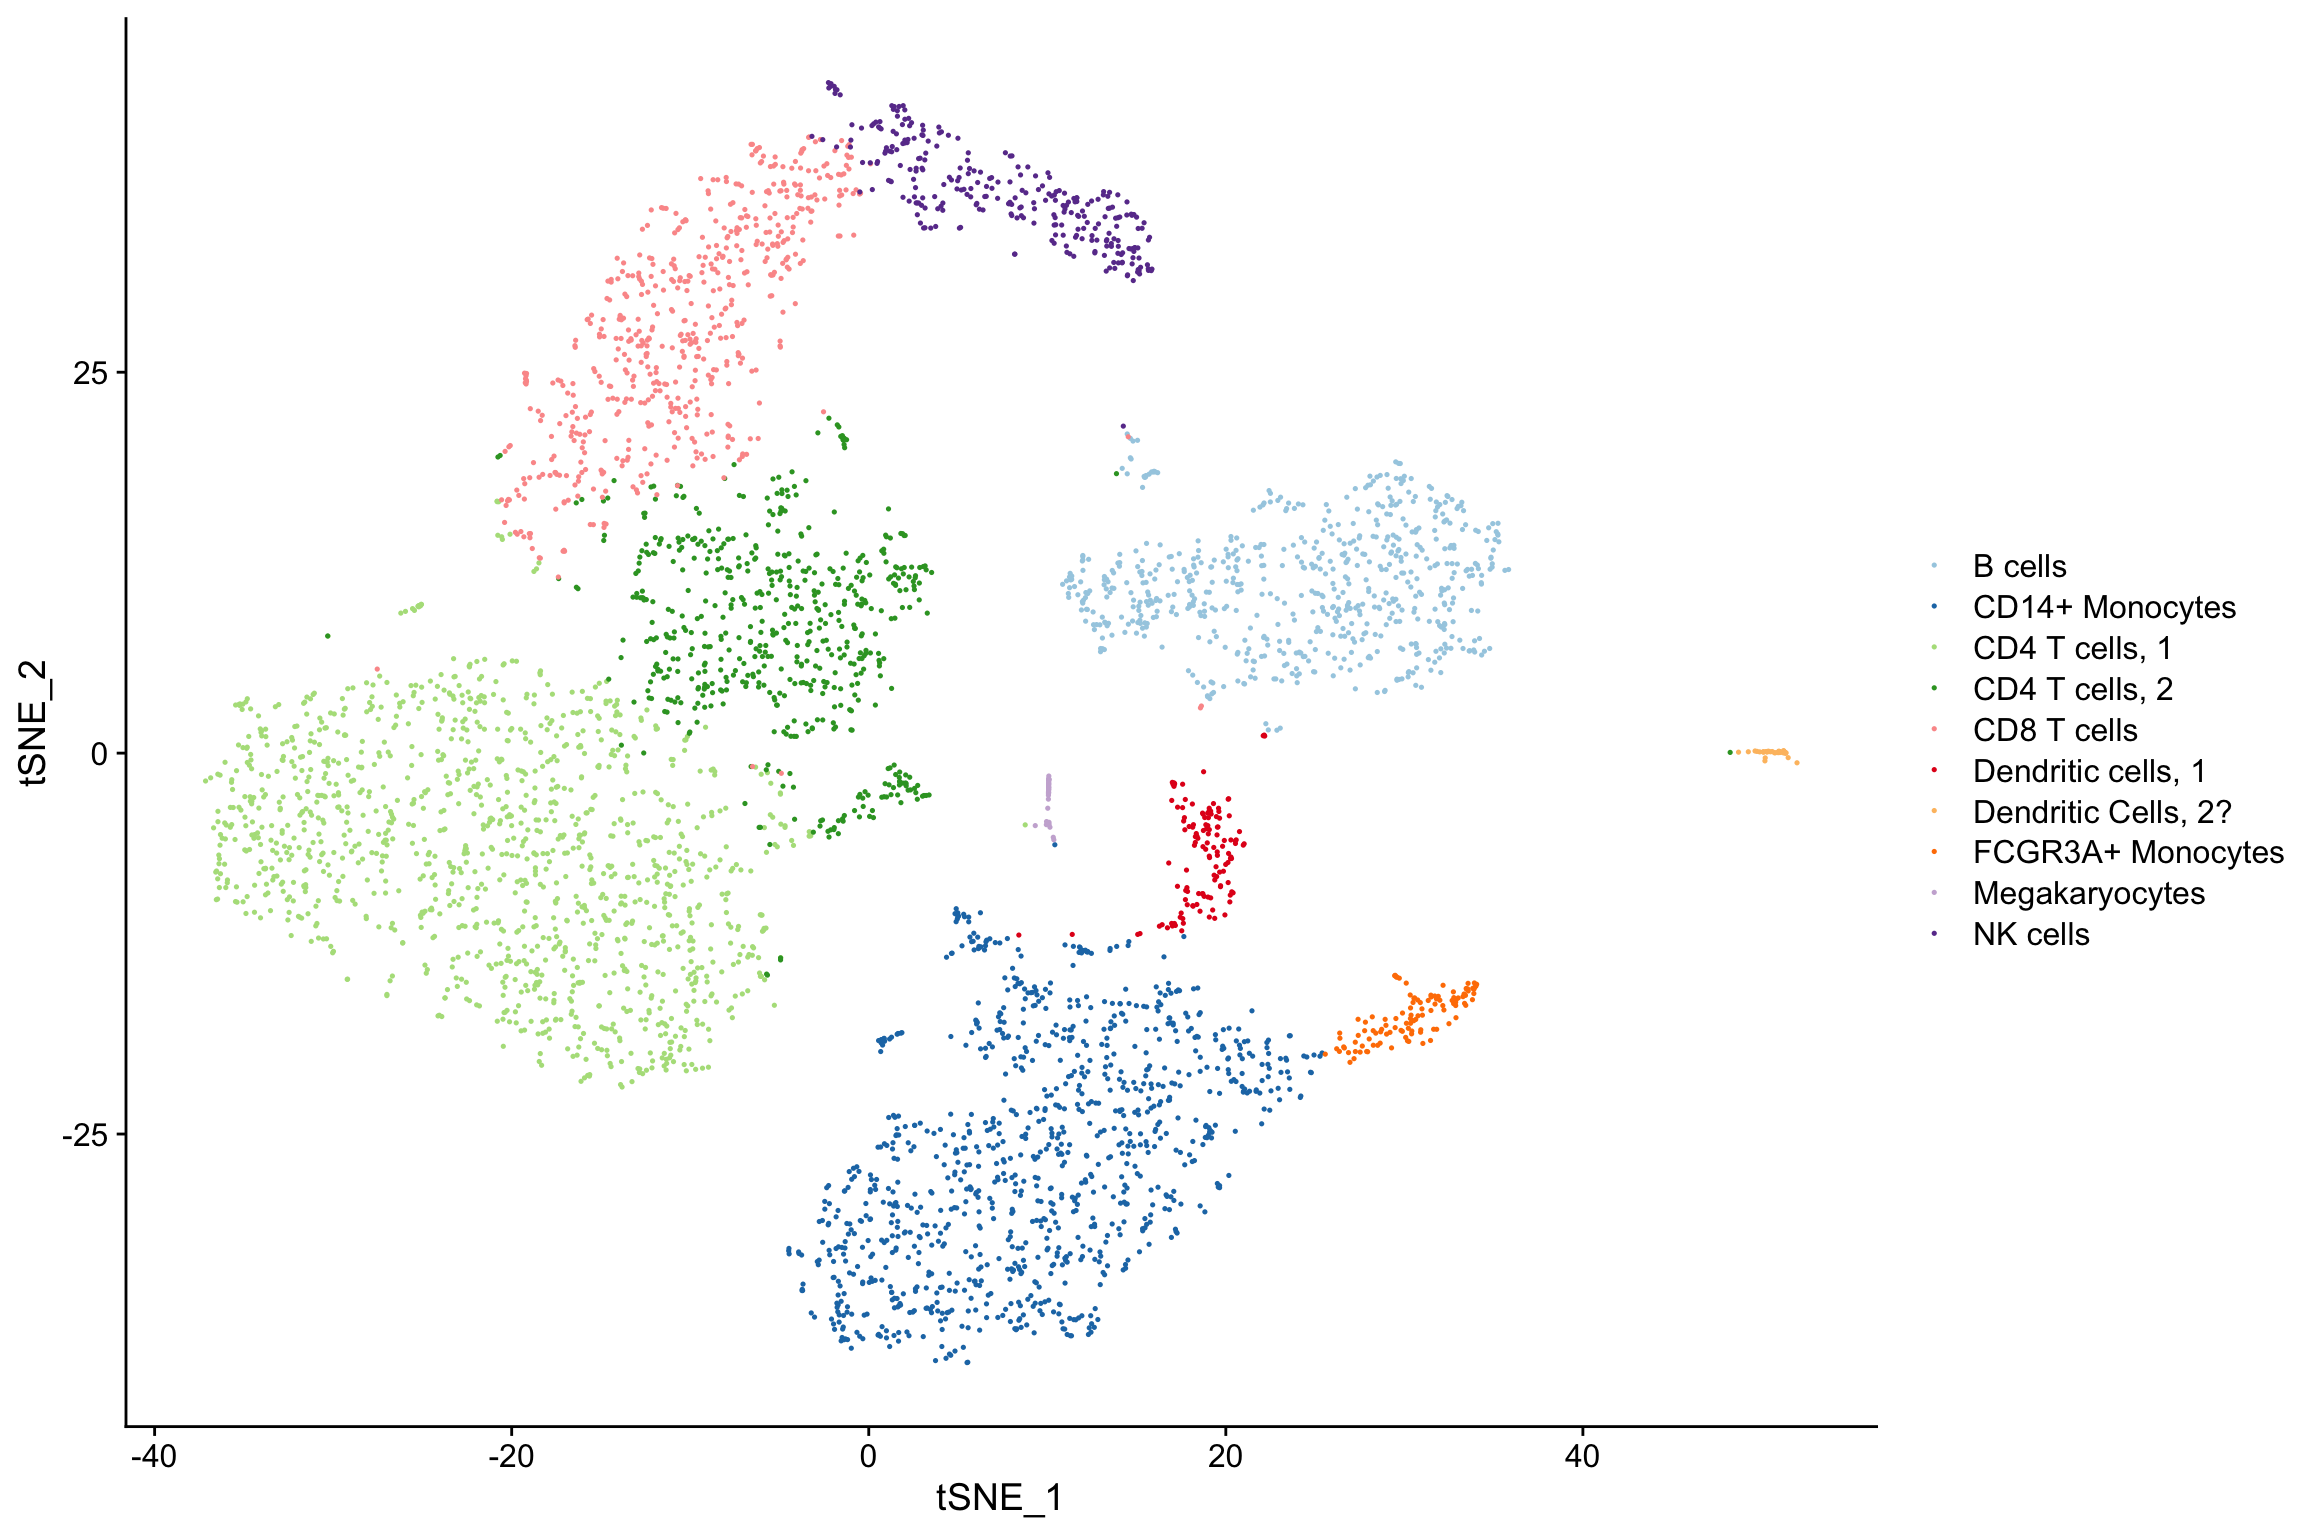 25
0
-25
tSNE_2
-40
-20
0
20
40
tSNE_1
B cells
CD14+ Monocytes
CD4 T cells, 1
CD4 T cells, 2
CD8 T cells
Dendritic cells, 1
Dendritic Cells, 2?
FCGR3A+ Monocytes
Megakaryocytes
NK cells